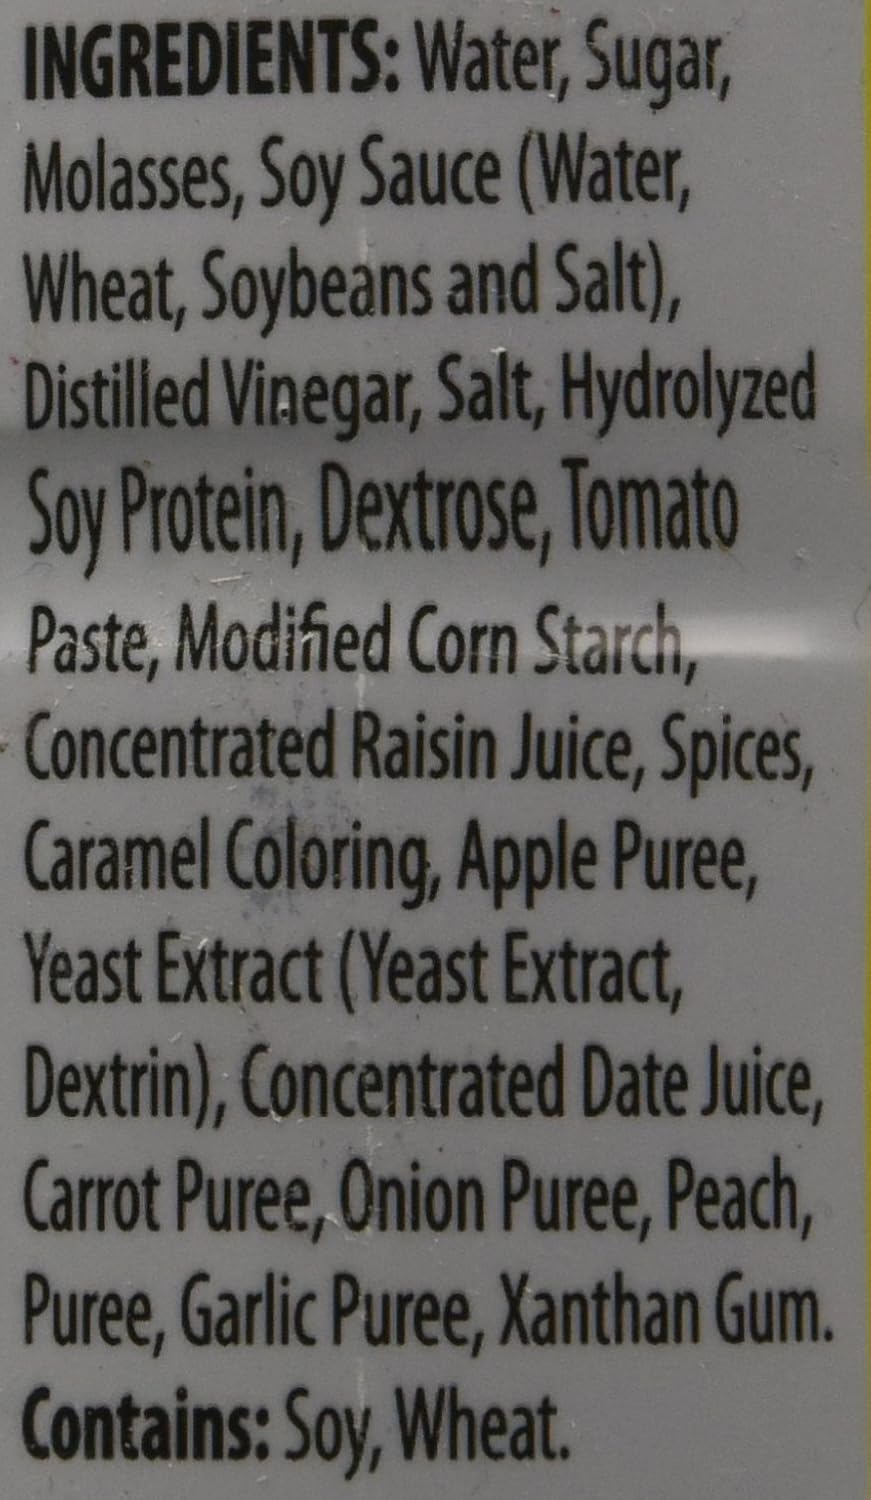 INGREDIENTS: Water, Sugar,
Molasses, Soy Sauce (Water,
Wheat, Soybeans and Salt),
Distilled Vinegar, Salt, Hydrolyzed
Soy Protein, Dextrose, Tomato
Paste, Modified Corn Starch,
Concentrated Raisin Juice, Spices,
Caramel Coloring, Apple Puree,
Yeast Extract (Yeast Extract,
Dextrin), Concentrated Date Juice,
Carrot Puree, Onion Puree, Peach,
Puree, Garlic Puree, Xanthan Gum.
Contains: Soy, Wheat.